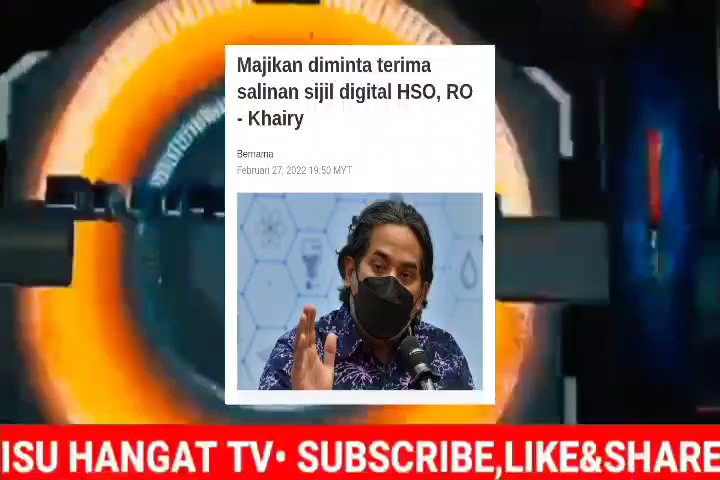 Majikan diminta terima
salinan sijil digital HSO, RO
- Khairy
Bernama
Februari 27, 2022 19:50 MYT
ISU HANGAT TV• SUBSCRIBE,LIKE&SHARE